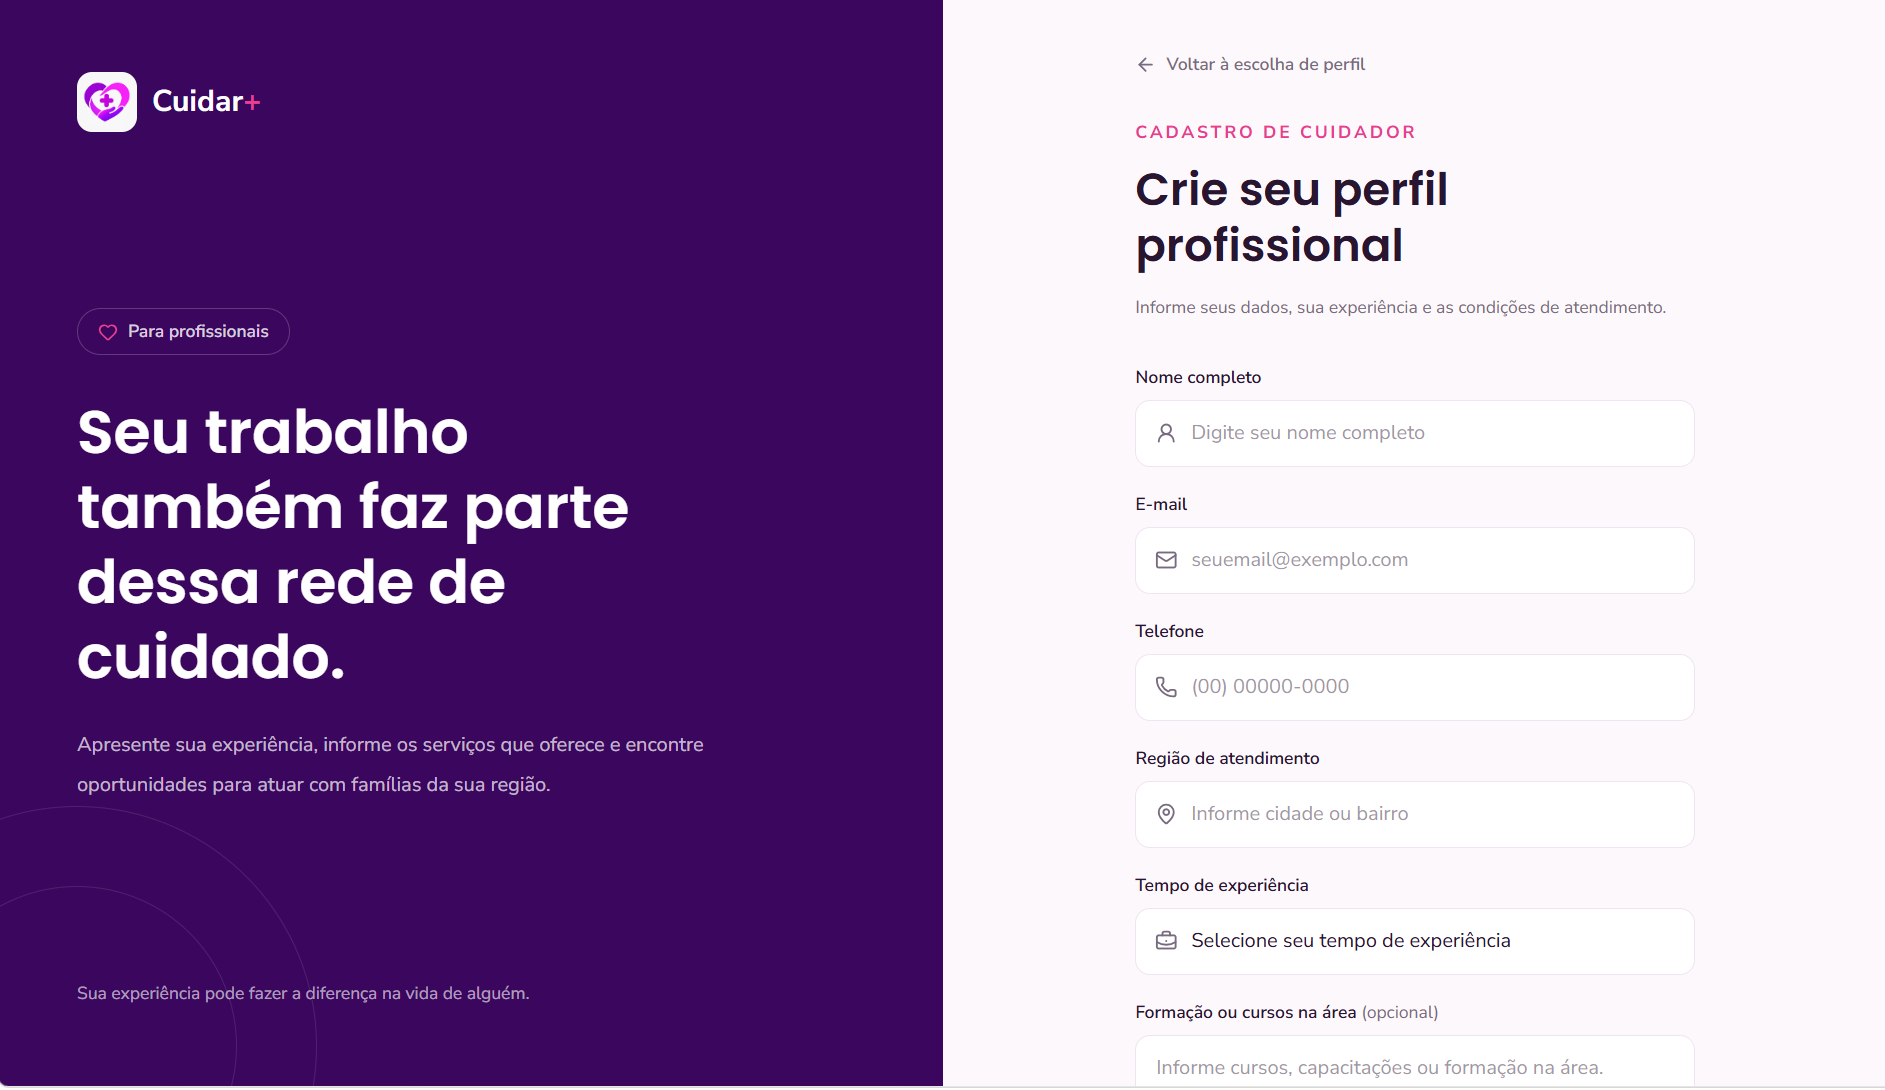 Cuidar+
Para profissionais
Seu trabalho
também faz parte
dessa rede de
cuidado.
Apresente sua experiência, informe os serviços que oferece e encontre
oportunidades para atuar com famílias da sua região.
Sua experiência pode fazer a diferença na vida de alguém.
Voltar à escolha de perfil
CADASTRO DE CUIDADOR
Crie seu perfil
profissional
Informe seus dados, sua experiência e as condições de atendimento.
Nome completo
Digite seu nome completo
E-mail
seuemail@exemplo.com
Telefone
(00) 00000-0000
Região de atendimento
Informe cidade ou bairro
Tempo de experiência
Selecione seu tempo de experiência
Formação ou cursos na área (opcional)
Informe cursos, capacitações ou formação na área.